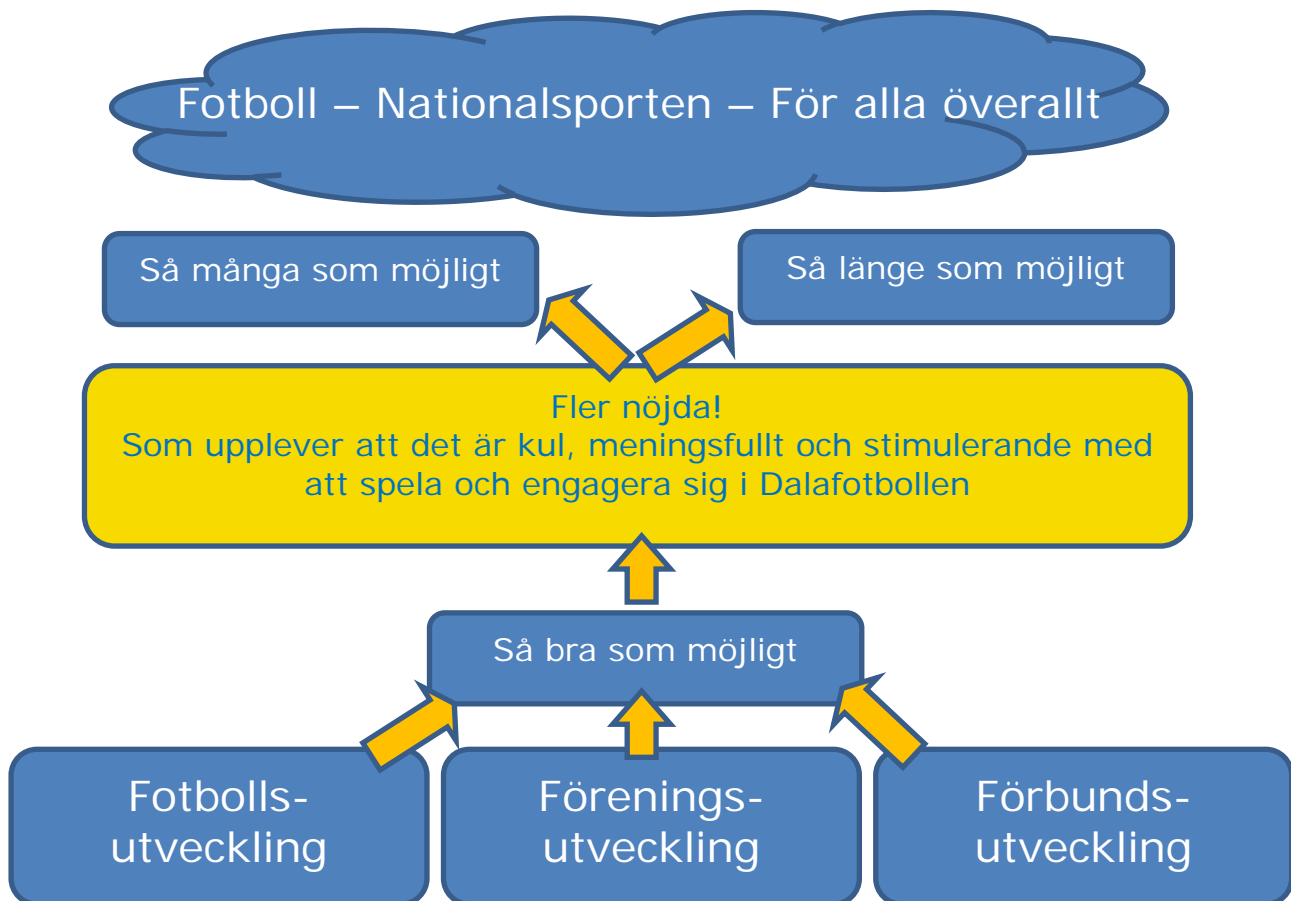 Fotboll – Nationalsporten – För alla överallt
Så många som möjligt
Så länge som möjligt
Fler nöjda!
Som upplever att det är kul, meningsfullt och stimulerande med
att spela och engagera sig i Dalafotbollen
Så bra som möjligt
Fotbolls-
utveckling
Förenings-
utveckling
Förbunds-
utveckling